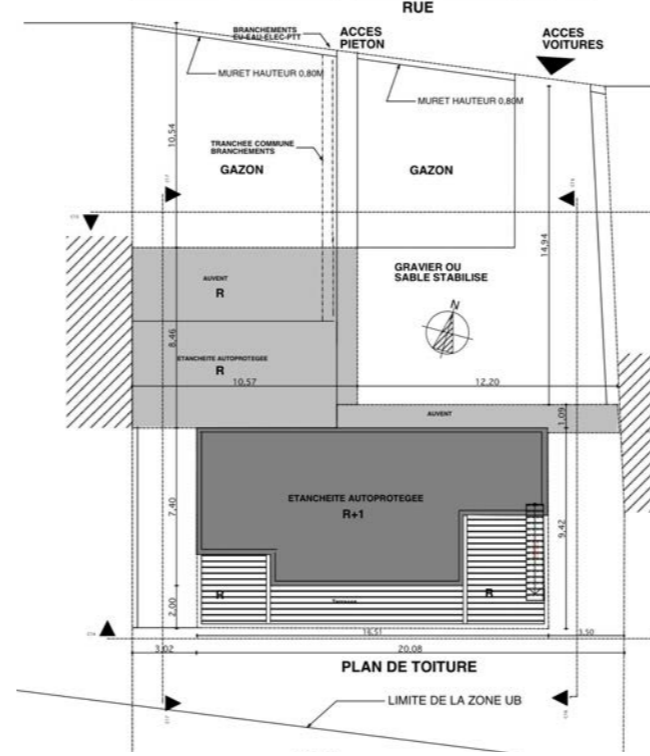 RUE
BRANCHEMENTS
EU-EAU-ELEC-PTT
ACCES
PIETON
ACCES
VOITURES
MURET HAUTEUR 0,80M
MURET HAUTEUR 0,80M
10,54
TRANCHEE COMMUNE
BRANCHEMENTS
GAZON
GAZON
14,94
GRAVIER OU
SABLE STABILISE
N
AUVENT
R
8,46
ETANCHEITE AUTOPROTEGEE
R
10,57
12,20
AUVENT
1,09
ETANCHEITE AUTOPROTEGEE
R+1
7,40
9,42
R
R
Terrasse
2,00
16,51
3,50
3,02
20,08
PLAN DE TOITURE
LIMITE DE LA ZONE UB